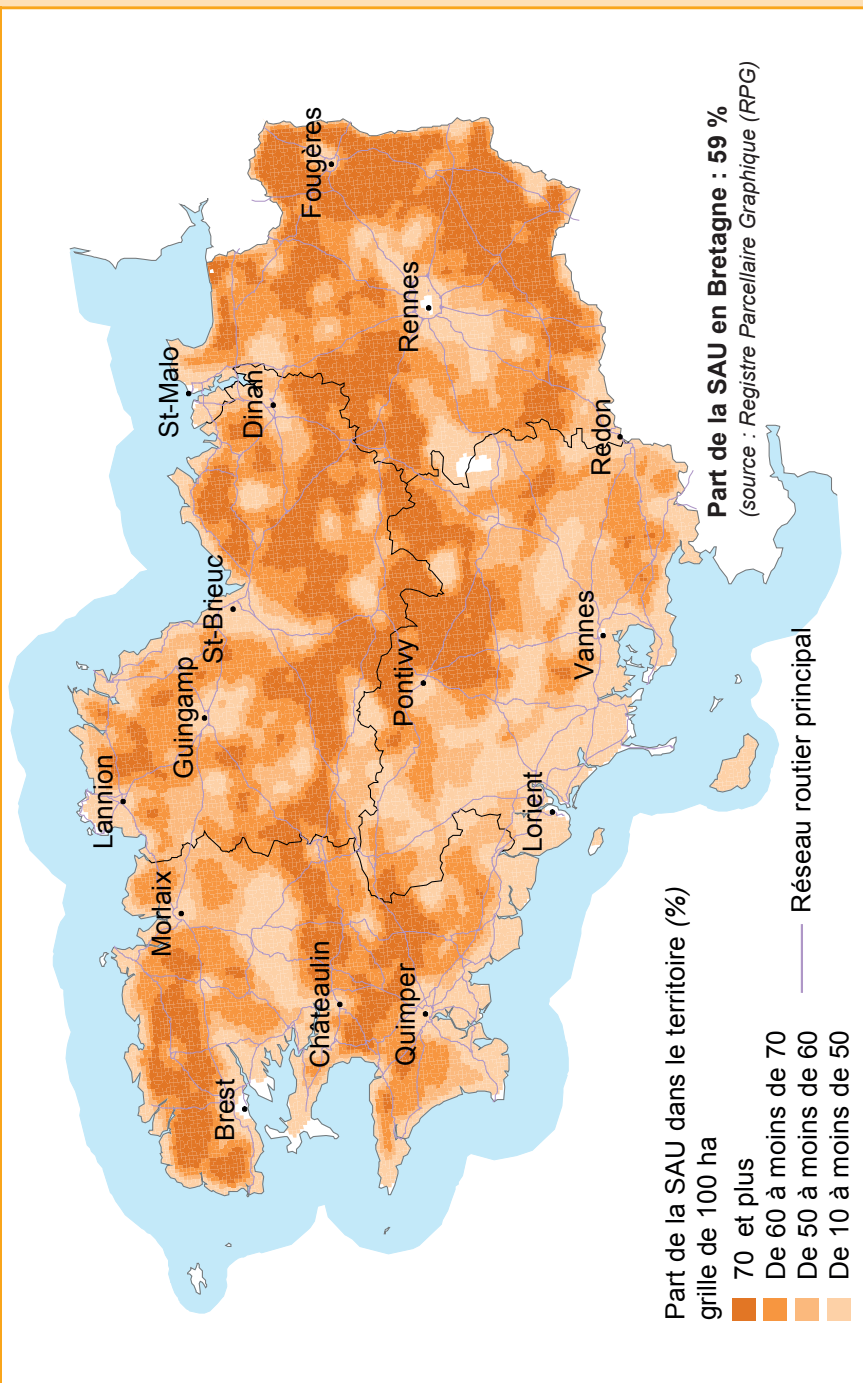 Lannion
Morlaix
Guingamp
St-Malo
St-Brieuc
Brest
Dinan
Fougères
Châteaulin
Quimper
Pontivy
Rennes
Lorient
Vannes
Redon
Part de la SAU en Bretagne : 59 %
(source : Registre Parcellaire Graphique (RPG)
Part de la SAU dans le territoire (%)
grille de 100 ha
70 et plus
De 60 à moins de 70
De 50 à moins de 60
De 10 à moins de 50
Réseau routier principal